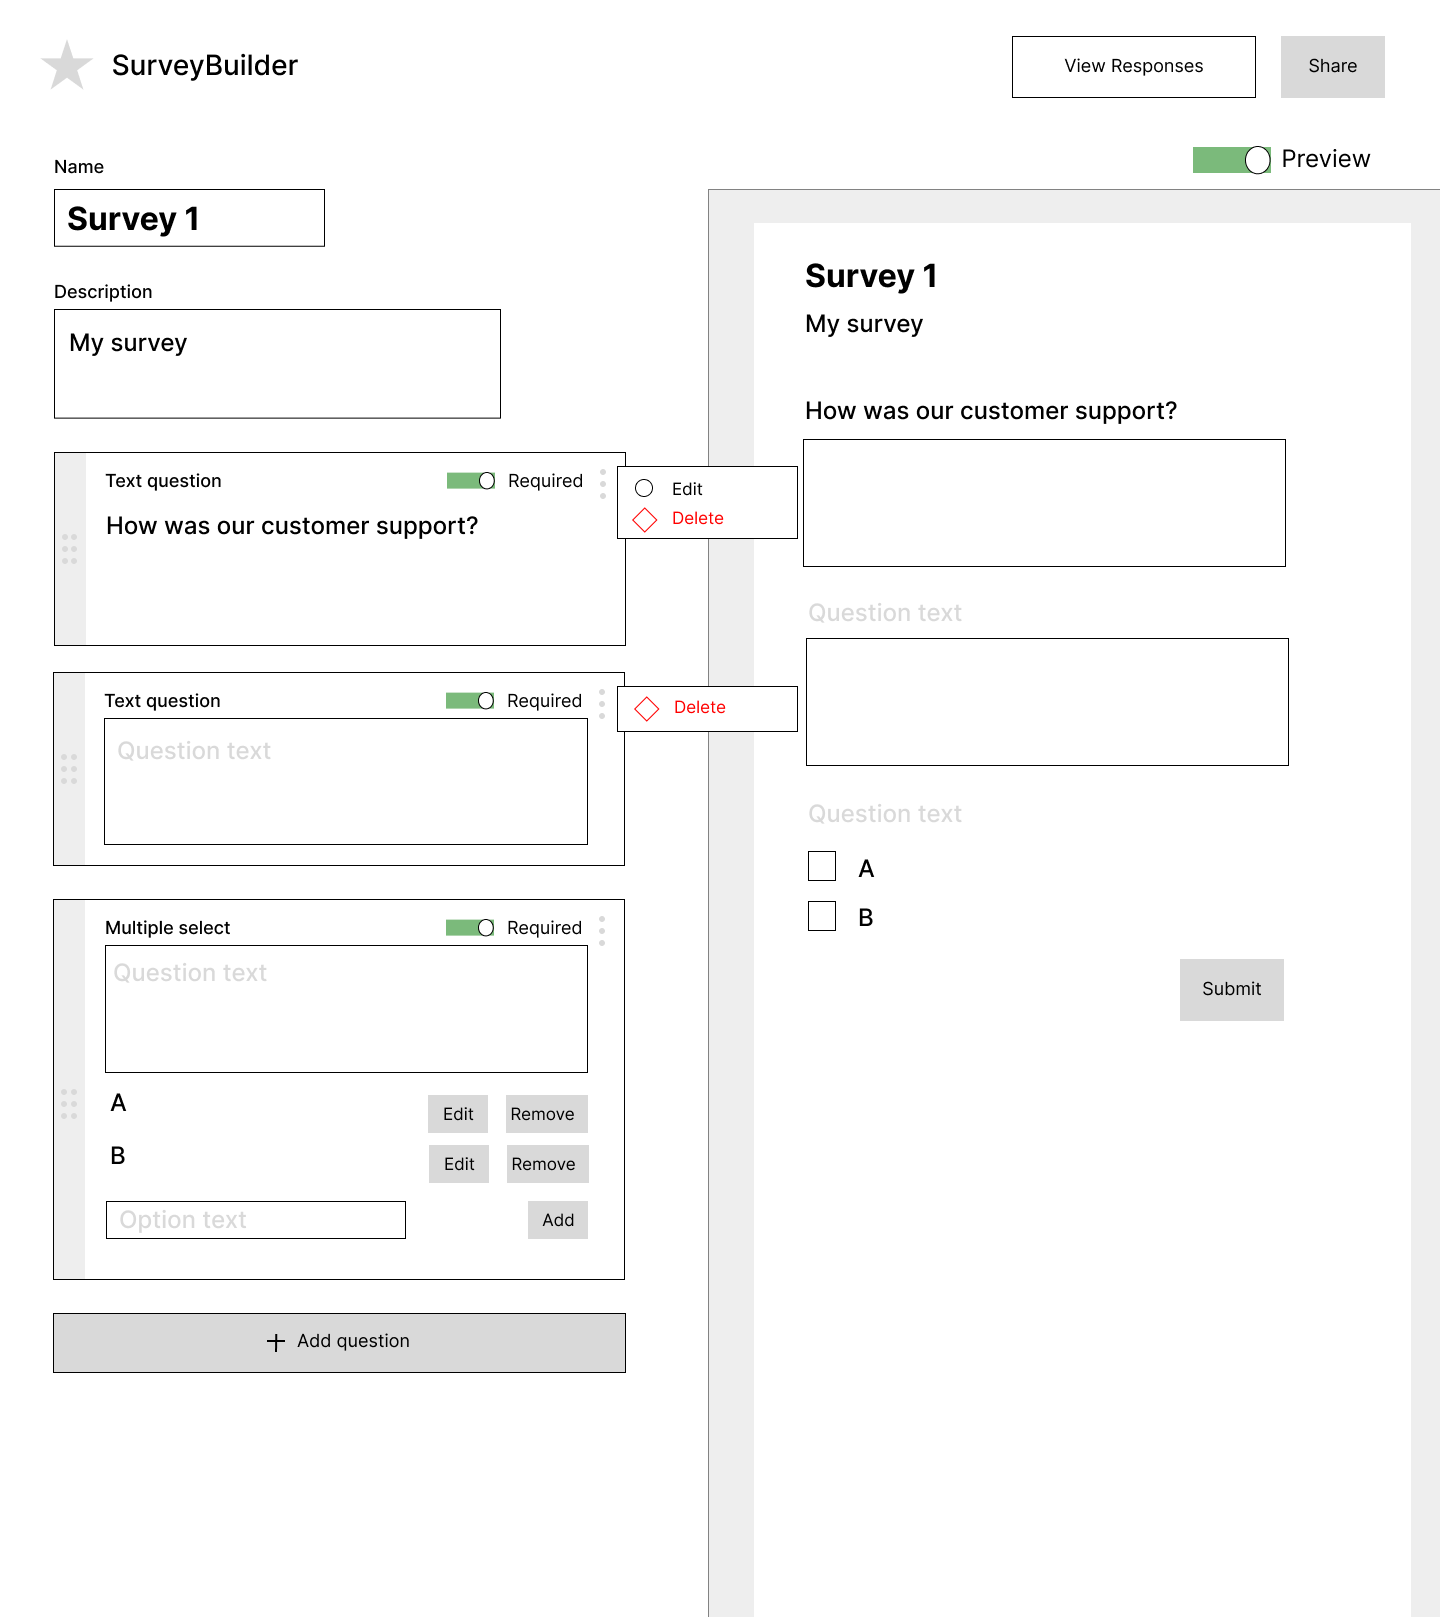 SurveyBuilder
View Responses
Share
Preview
Name
Survey 1
Description
My survey
Text question
Required
Edit
Delete
How was our customer support?
Text question
Required
Delete
Question text
Multiple select
Required
Question text
A
Edit
Remove
B
Edit
Remove
Option text
Add
Add question
Survey 1
My survey
How was our customer support?
Question text
Question text
A
B
Submit